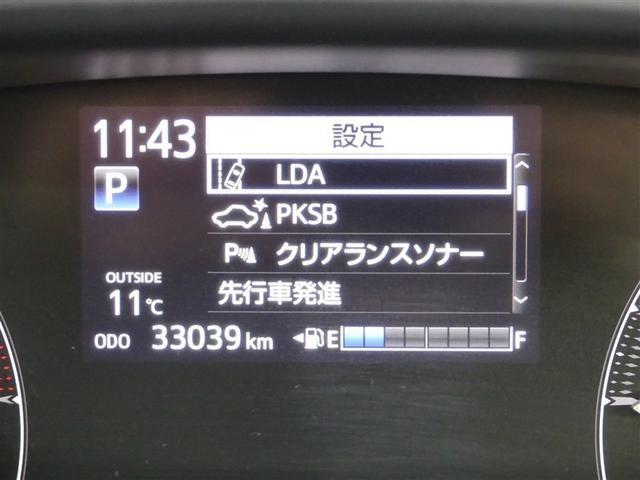 11:43
設定
P
LDA
PKSB
P クリアランスソナー
OUTSIDE
11℃
先行車発進
ODO 33039 km
E F